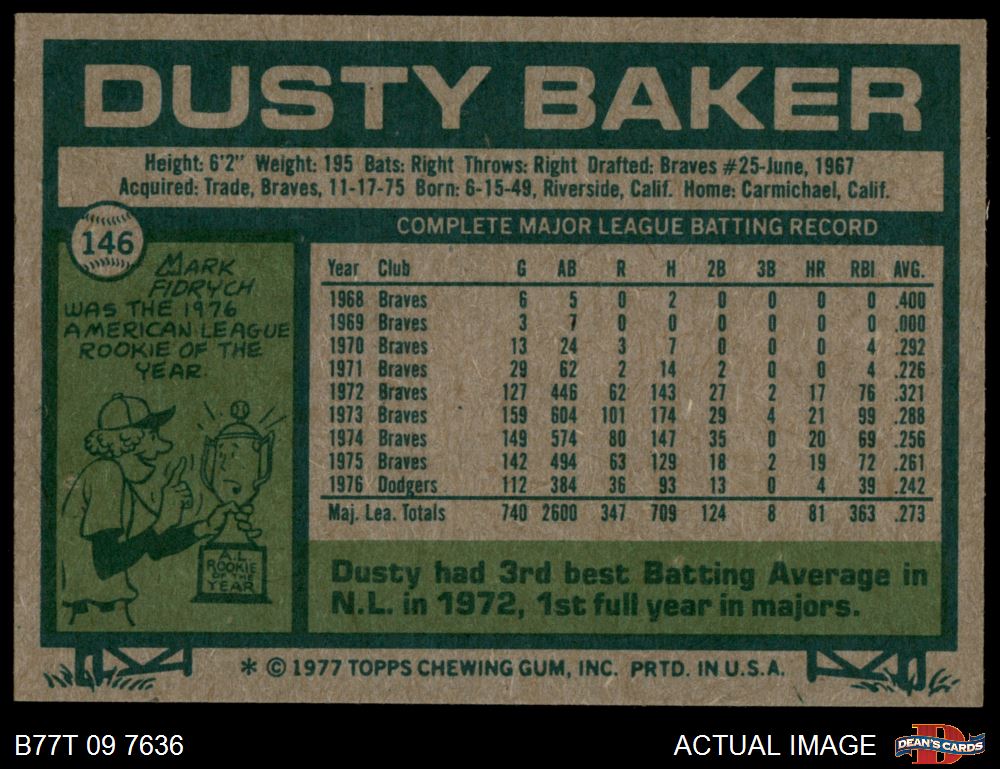 DUSTY BAKER
Height: 6'2" Weight: 195 Bats: Right Throws: Right Drafted: Braves #25-June, 1967
Acquired: Trade, Braves, 11-17-75 Born: 6-15-49, Riverside, Calif. Home: Carmichael, Calif.
146
MARK
FIDRYCH
WAS THE 1976
AMERICAN LEAGUE
ROOKIE OF THE
YEAR.
A.L.
ROOKIE
OF THE
YEAR
COMPLETE MAJOR LEAGUE BATTING RECORD
Year Club G AB R H 2B 3B HR RBI AVG.
1968 Braves 6 5 0 2 0 0 0 0 .400
1969 Braves 3 7 0 0 0 0 0 0 .000
1970 Braves 13 24 3 7 0 0 0 4 .292
1971 Braves 29 62 2 14 2 0 0 4 .226
1972 Braves 127 446 62 143 27 2 17 76 .321
1973 Braves 159 604 101 174 29 4 21 99 .288
1974 Braves 149 574 80 147 35 0 20 69 .256
1975 Braves 142 494 63 129 18 2 19 72 .261
1976 Dodgers 112 384 36 93 13 0 4 39 .242
Maj. Lea. Totals 740 2600 347 709 124 8 81 363 .273
Dusty had 3rd best Batting Average in
N.L. in 1972, 1st full year in majors.
* © 1977 TOPPS CHEWING GUM, INC. PRTD. IN U.S.A.
B77T 09 7636
ACTUAL IMAGE
D
DEAN'S CARDS